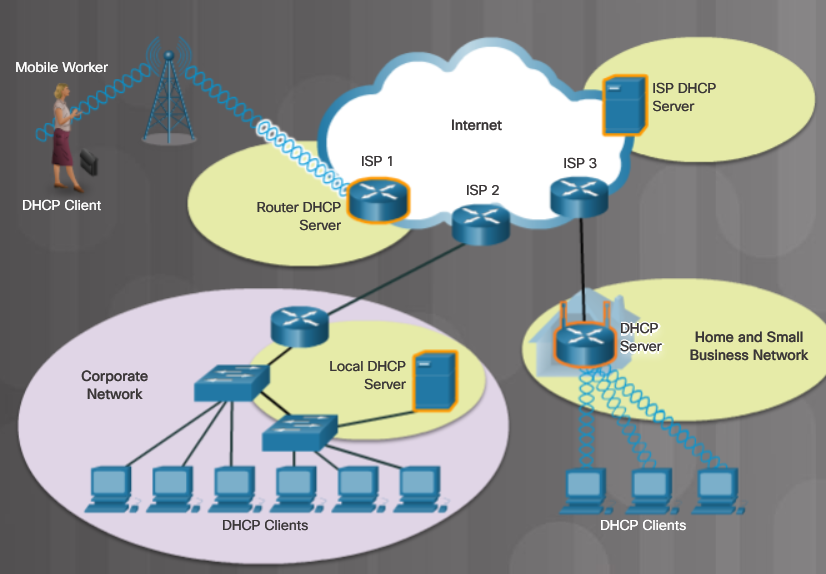 Mobile Worker
DHCP Client
Internet
ISP DHCP
Server
ISP 1
ISP 2
ISP 3
Router DHCP
Server
Corporate
Network
Local DHCP
Server
DHCP Clients
DHCP
Server
Home and Small
Business Network
DHCP Clients